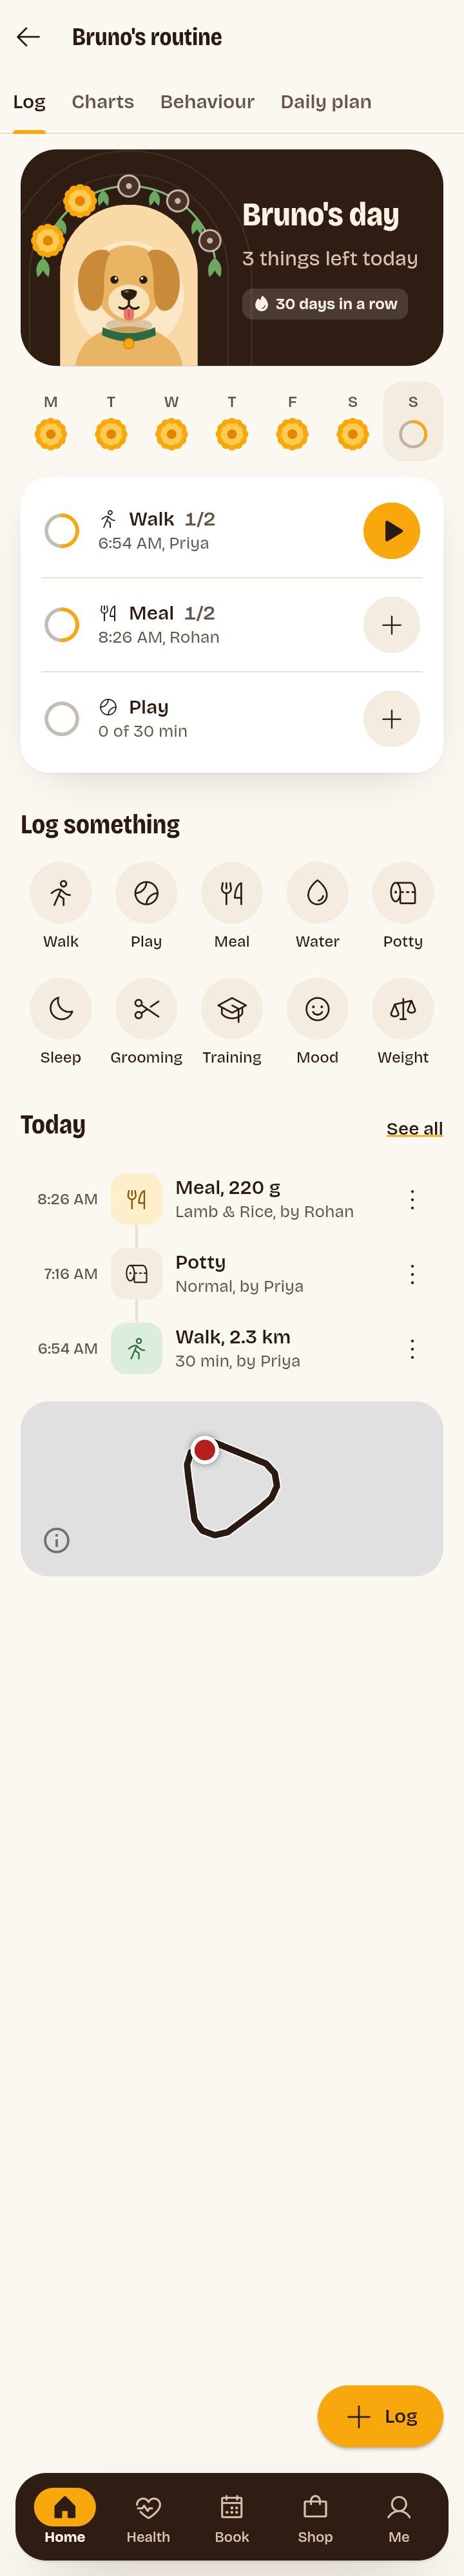 Bruno's routine
Log Charts Behaviour Daily plan
Bruno's day
3 things left today
30 days in a row
M T W T F S S
Walk 1/2
6:54 AM, Priya
Meal 1/2
8:26 AM, Rohan
Play
0 of 30 min
Log something
Walk Play Meal Water Potty
Sleep Grooming Training Mood Weight
Today See all
8:26 AM
Meal, 220 g
Lamb & Rice, by Rohan
7:16 AM
Potty
Normal, by Priya
6:54 AM
Walk, 2.3 km
30 min, by Priya
Log
Home Health Book Shop Me